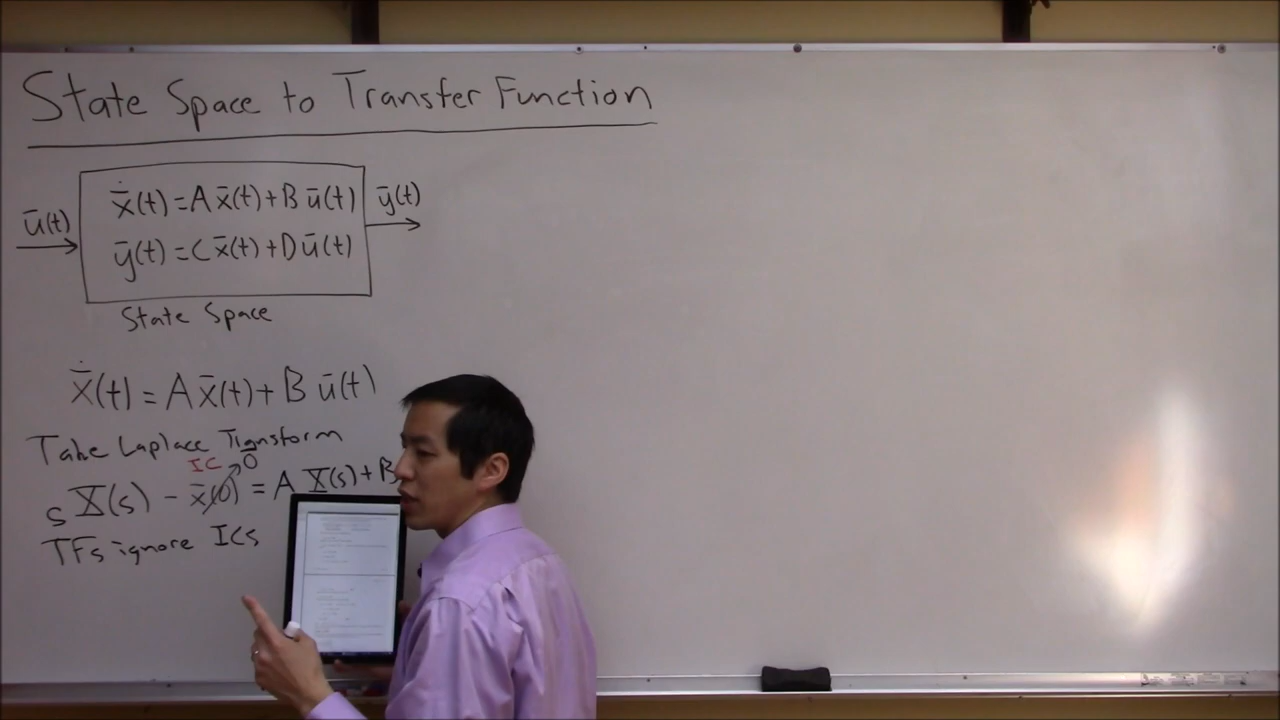 State Space to Transfer Function
ū(t)
ẋ̄(t) = A x̄(t) + B ū(t)
ȳ(t)
ȳ(t) = C x̄(t) + D ū(t)
State Space
ẋ̄(t) = A x̄(t) + B ū(t)
Take Laplace Transform
IC 0
s X̄(s) - x̄(0) = A X̄(s) + B
TFs ignore ICs